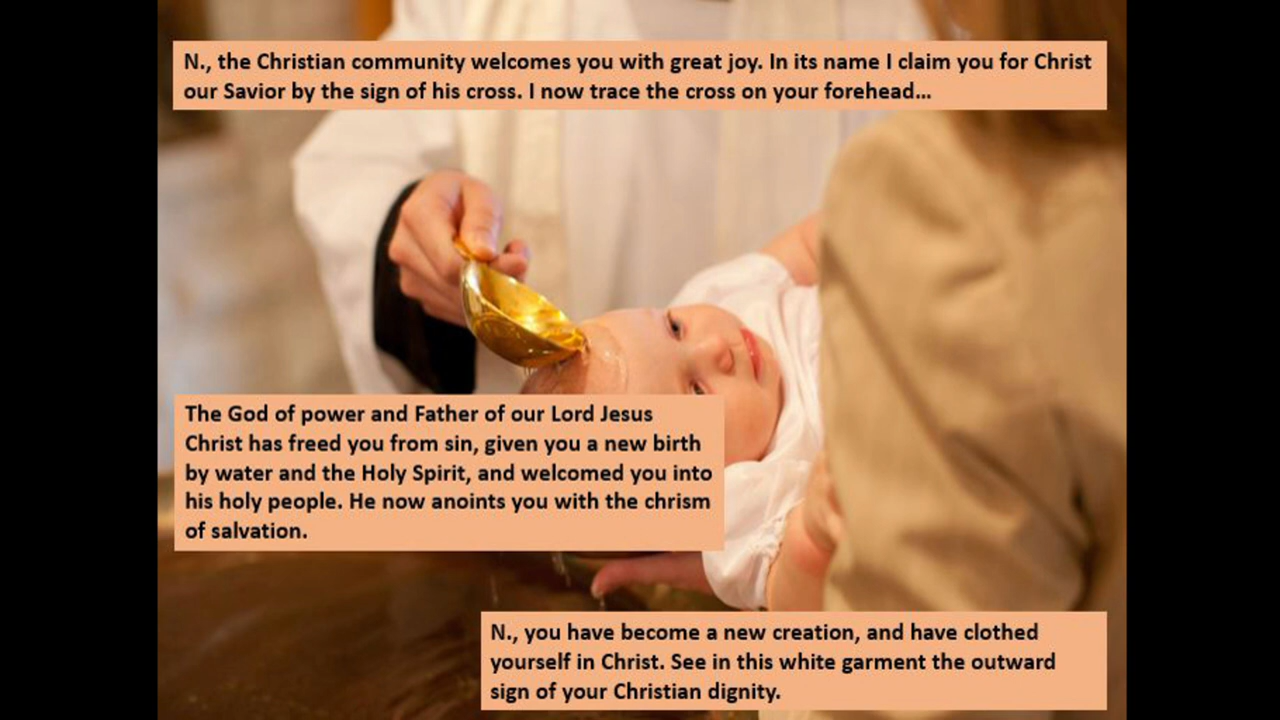 N., the Christian community welcomes you with great joy. In its name I claim you for Christ
our Savior by the sign of his cross. I now trace the cross on your forehead...
The God of power and Father of our Lord Jesus
Christ has freed you from sin, given you a new birth
by water and the Holy Spirit, and welcomed you into
his holy people. He now anoints you with the chrism
of salvation.
N., you have become a new creation, and have clothed
yourself in Christ. See in this white garment the outward
sign of your Christian dignity.